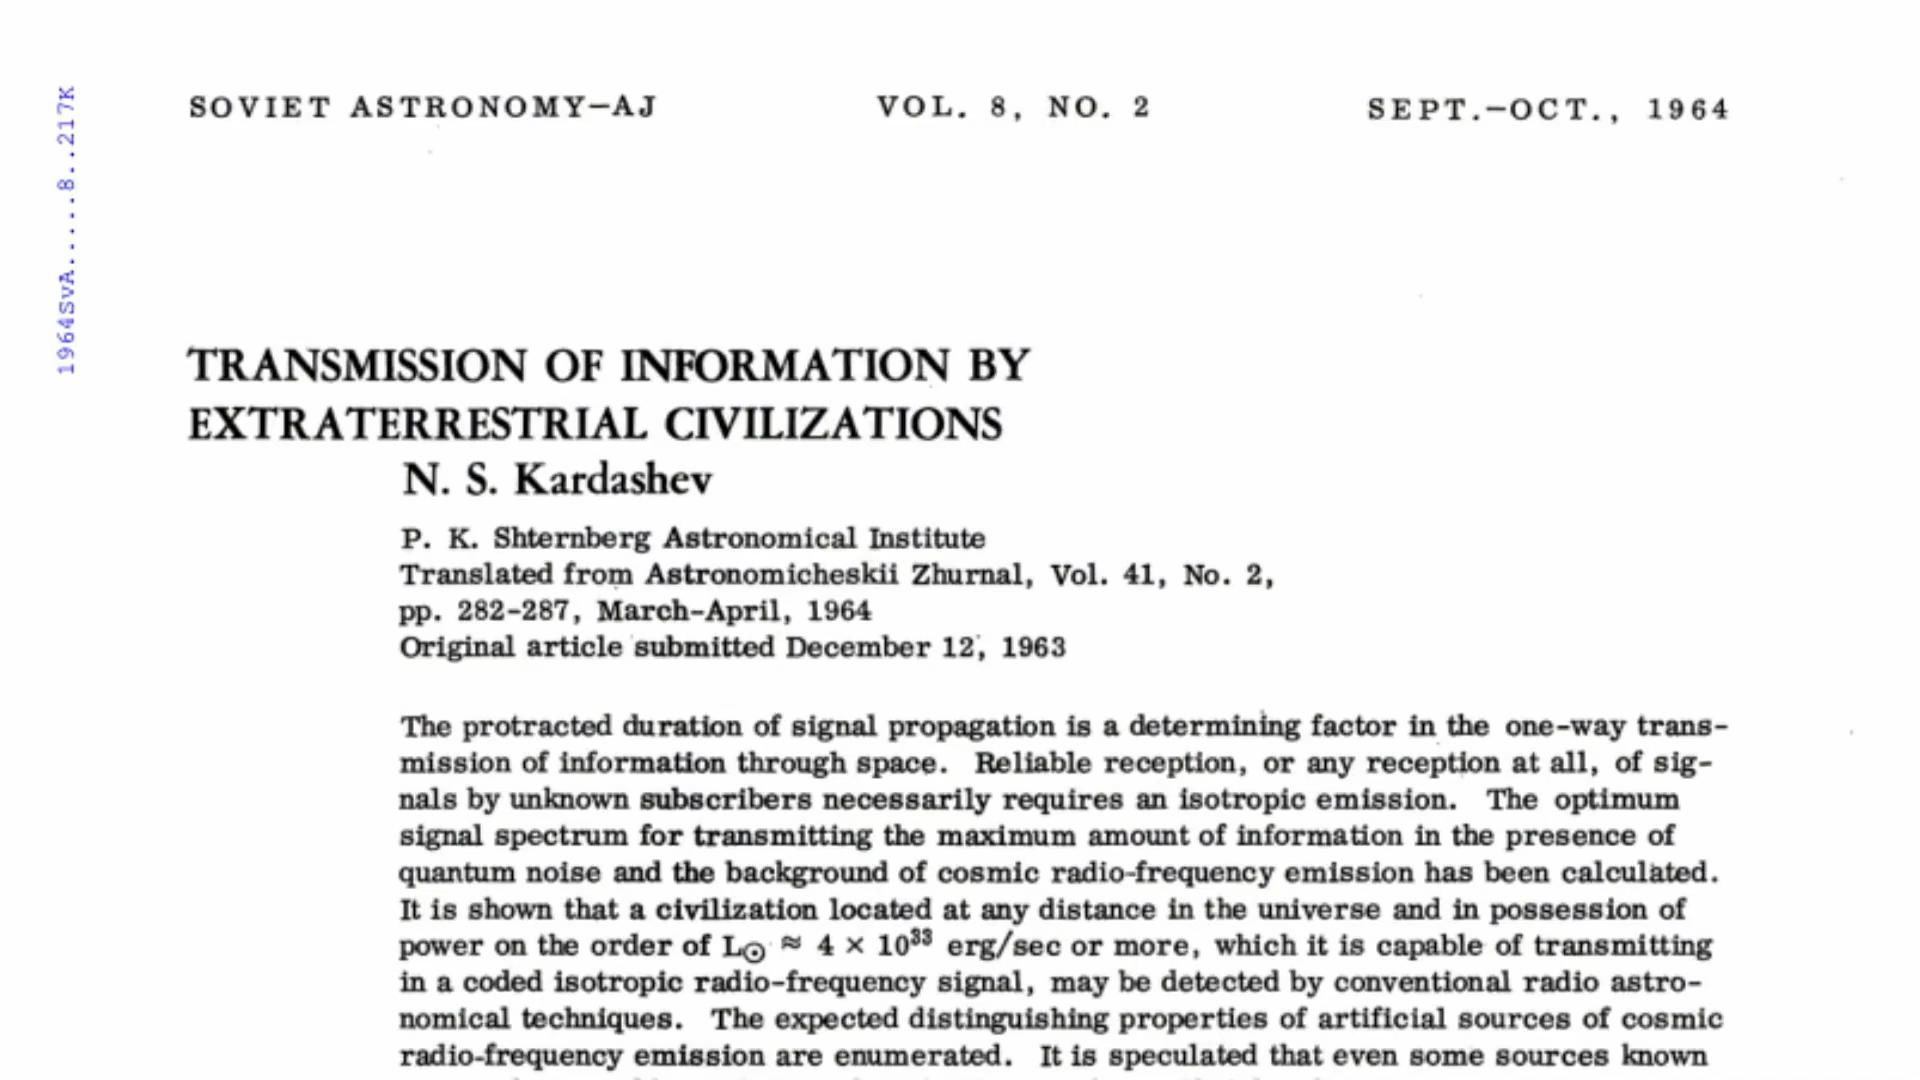 1964SvA.....8..217K
SOVIET ASTRONOMY—AJ VOL. 8, NO. 2 SEPT.—OCT., 1964
TRANSMISSION OF INFORMATION BY
EXTRATERRESTRIAL CIVILIZATIONS
N. S. Kardashev
P. K. Shternberg Astronomical Institute
Translated from Astronomicheskii Zhurnal, Vol. 41, No. 2,
pp. 282-287, March-April, 1964
Original article submitted December 12, 1963
The protracted duration of signal propagation is a determining factor in the one-way trans-
mission of information through space. Reliable reception, or any reception at all, of sig-
nals by unknown subscribers necessarily requires an isotropic emission. The optimum
signal spectrum for transmitting the maximum amount of information in the presence of
quantum noise and the background of cosmic radio-frequency emission has been calculated.
It is shown that a civilization located at any distance in the universe and in possession of
power on the order of L☉ ≈ 4 × 10³³ erg/sec or more, which it is capable of transmitting
in a coded isotropic radio-frequency signal, may be detected by conventional radio astro-
nomical techniques. The expected distinguishing properties of artificial sources of cosmic
radio-frequency emission are enumerated. It is speculated that even some sources known